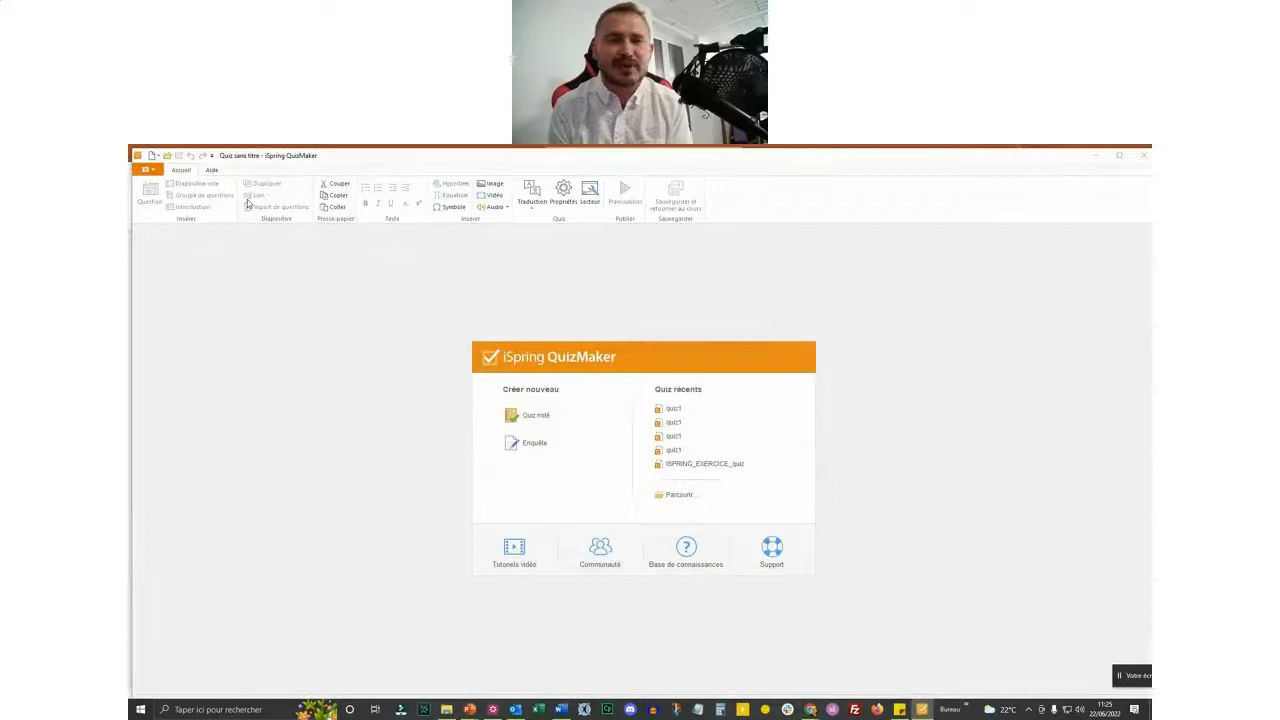 Quiz sans titre - iSpring QuizMaker
Accueil Aide
Question
Diapositive vide
Groupe de questions
Introduction
Insérer
Dupliquer
Lien
Import de questions
Diapositive
Couper
Copier
Coller
Presse-papier
B I U
Texte
Hyperlien
Équation
Symbole
Image
Vidéo
Audio
Insérer
Traduction
Propriétés
Lecteur
Quiz
Prévisualiser
Publier
Sauvegarder et
retourner au cours
Sauvegarder
iSpring QuizMaker
Créer nouveau
Quiz noté
Enquête
Quiz récents
quiz1
quiz1
quiz1
quiz1
ISPRING_EXERCICE_quiz
Parcourir...
Tutoriels vidéo
Communauté
Base de connaissances
Support
Votre écr
Taper ici pour rechercher
Bureau
22°C
11:25
22/06/2022